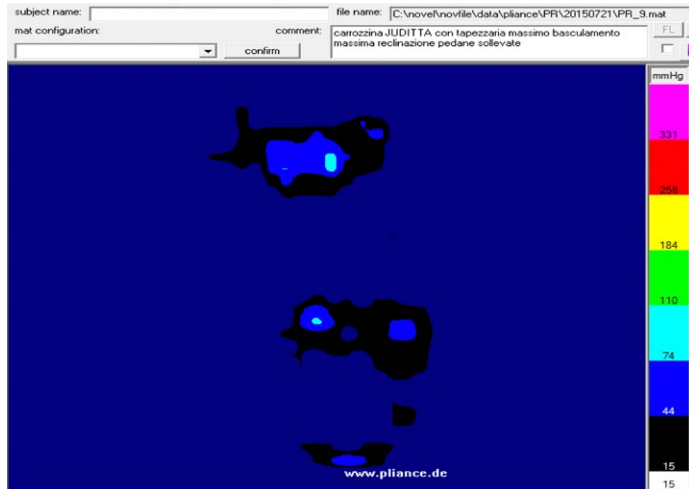 subject name:
file name: C:\novel\novfile\data\pliance\PR\20150721\PR_9.mat
mat configuration:
comment: carrozzina JUDITTA con tapezzaria massimo basculamento
massima reclinazione pedane sollevate
FL
confirm
mmHg
331
258
184
110
74
44
15
15
www.pliance.de